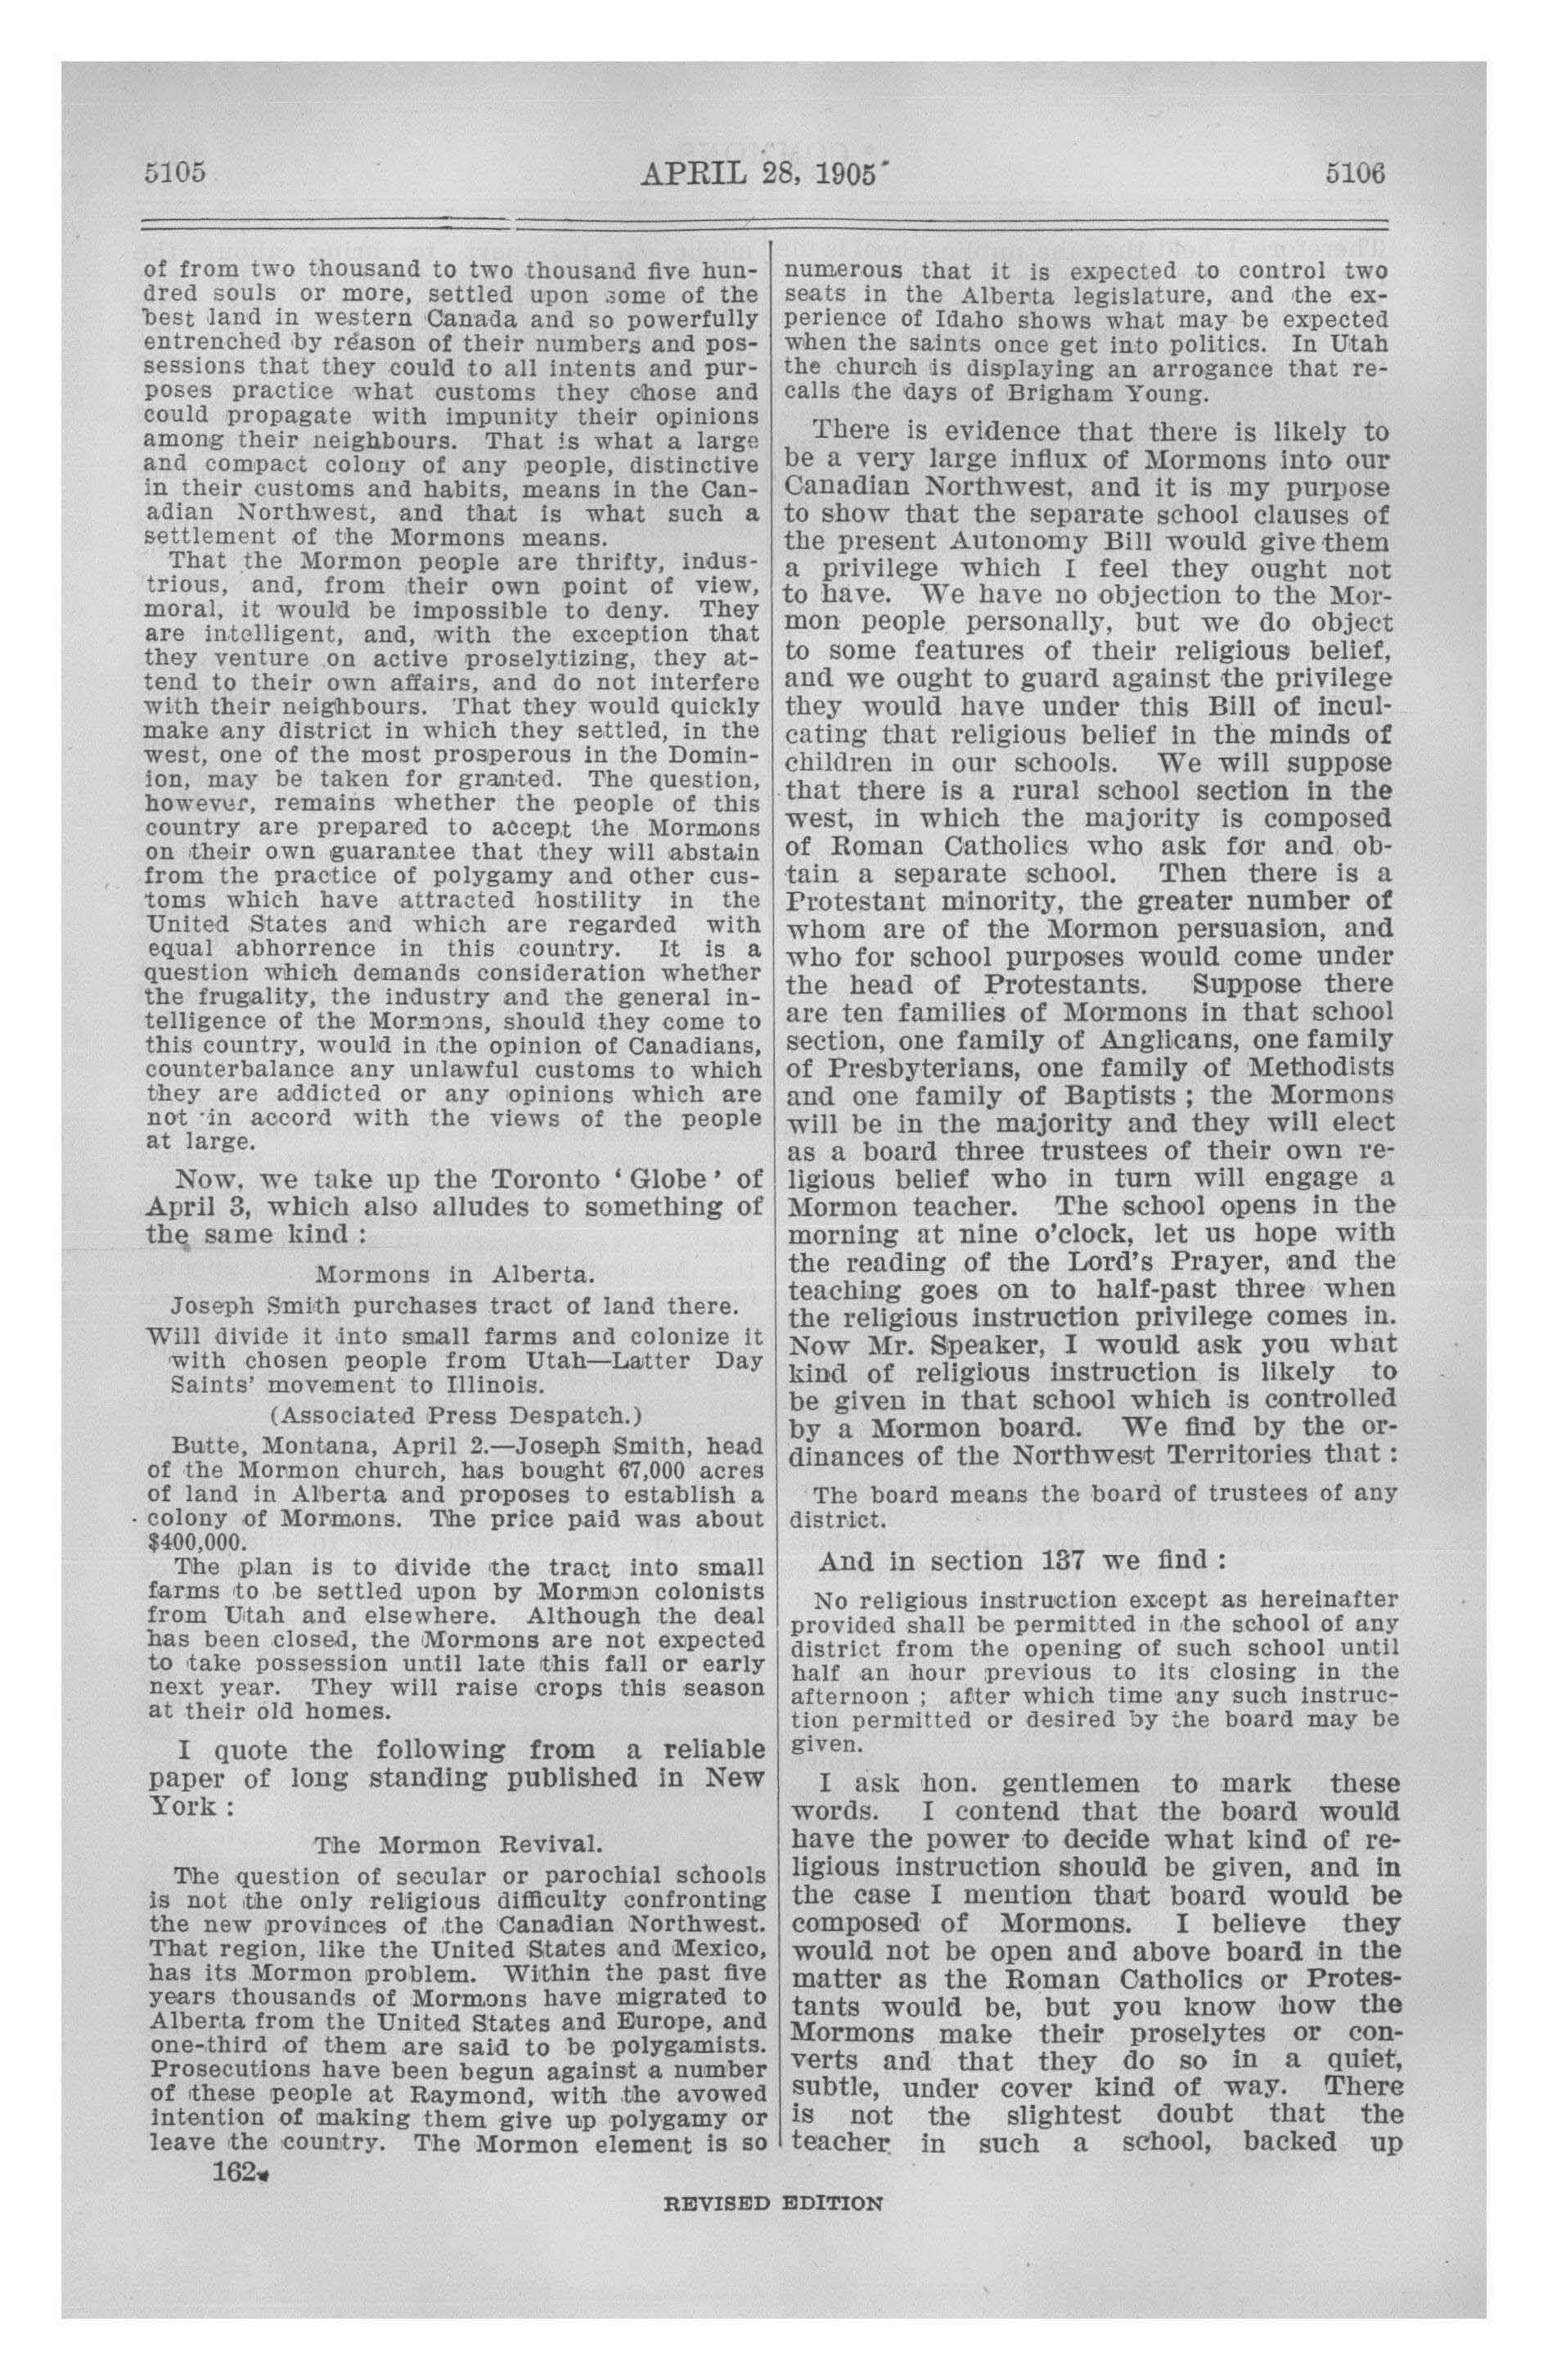 5105
APRIL 28, 1905
5106
of from two thousand to two thousand five hun-
dred souls or more, settled upon some of the
best land in western Canada and so powerfully
entrenched by reason of their numbers and pos-
sessions that they could to all intents and pur-
poses practice what customs they chose and
could propagate with impunity their opinions
among their neighbours. That is what a large
and compact colony of any people, distinctive
in their customs and habits, means in the Can-
adian Northwest, and that is what such a
settlement of the Mormons means.
That the Mormon people are thrifty, indus-
trious, and, from their own point of view,
moral, it would be impossible to deny. They
are intelligent, and, with the exception that
they venture on active proselytizing, they at-
tend to their own affairs, and do not interfere
with their neighbours. That they would quickly
make any district in which they settled, in the
west, one of the most prosperous in the Domin-
ion, may be taken for granted. The question,
however, remains whether the people of this
country are prepared to accept the Mormons
on their own guarantee that they will abstain
from the practice of polygamy and other cus-
toms which have attracted hostility in the
United States and which are regarded with
equal abhorrence in this country. It is a
question which demands consideration whether
the frugality, the industry and the general in-
telligence of the Mormons, should they come to
this country, would in the opinion of Canadians,
counterbalance any unlawful customs to which
they are addicted or any opinions which are
not in accord with the views of the people
at large.
Now, we take up the Toronto ' Globe ' of
April 3, which also alludes to something of
the same kind :
Mormons in Alberta.
Joseph Smith purchases tract of land there.
Will divide it into small farms and colonize it
with chosen people from Utah—Latter Day
Saints' movement to Illinois.
(Associated Press Despatch.)
Butte, Montana, April 2.—Joseph Smith, head
of the Mormon church, has bought 67,000 acres
of land in Alberta and proposes to establish a
colony of Mormons. The price paid was about
$400,000.
The plan is to divide the tract into small
farms to be settled upon by Mormon colonists
from Utah and elsewhere. Although the deal
has been closed, the Mormons are not expected
to take possession until late this fall or early
next year. They will raise crops this season
at their old homes.
I quote the following from a reliable
paper of long standing published in New
York :
The Mormon Revival.
The question of secular or parochial schools
is not the only religious difficulty confronting
the new provinces of the Canadian Northwest.
That region, like the United States and Mexico,
has its Mormon problem. Within the past five
years thousands of Mormons have migrated to
Alberta from the United States and Europe, and
one-third of them are said to be polygamists.
Prosecutions have been begun against a number
of these people at Raymond, with the avowed
intention of making them give up polygamy or
leave the country. The Mormon element is so
162
numerous that it is expected to control two
seats in the Alberta legislature, and the ex-
perience of Idaho shows what may be expected
when the saints once get into politics. In Utah
the church is displaying an arrogance that re-
calls the days of Brigham Young.
There is evidence that there is likely to
be a very large influx of Mormons into our
Canadian Northwest, and it is my purpose
to show that the separate school clauses of
the present Autonomy Bill would give them
a privilege which I feel they ought not
to have. We have no objection to the Mor-
mon people personally, but we do object
to some features of their religious belief,
and we ought to guard against the privilege
they would have under this Bill of incul-
cating that religious belief in the minds of
children in our schools. We will suppose
that there is a rural school section in the
west, in which the majority is composed
of Roman Catholics who ask for and ob-
tain a separate school. Then there is a
Protestant minority, the greater number of
whom are of the Mormon persuasion, and
who for school purposes would come under
the head of Protestants. Suppose there
are ten families of Mormons in that school
section, one family of Anglicans, one family
of Presbyterians, one family of Methodists
and one family of Baptists ; the Mormons
will be in the majority and they will elect
as a board three trustees of their own re-
ligious belief who in turn will engage a
Mormon teacher. The school opens in the
morning at nine o'clock, let us hope with
the reading of the Lord's Prayer, and the
teaching goes on to half-past three when
the religious instruction privilege comes in.
Now Mr. Speaker, I would ask you what
kind of religious instruction is likely to
be given in that school which is controlled
by a Mormon board. We find by the or-
dinances of the Northwest Territories that :
The board means the board of trustees of any
district.
And in section 137 we find :
No religious instruction except as hereinafter
provided shall be permitted in the school of any
district from the opening of such school until
half an hour previous to its closing in the
afternoon ; after which time any such instruc-
tion permitted or desired by the board may be
given.
I ask hon. gentlemen to mark these
words. I contend that the board would
have the power to decide what kind of re-
ligious instruction should be given, and in
the case I mention that board would be
composed of Mormons. I believe they
would not be open and above board in the
matter as the Roman Catholics or Protes-
tants would be, but you know how the
Mormons make their proselytes or con-
verts and that they do so in a quiet,
subtle, under cover kind of way. There
is not the slightest doubt that the
teacher in such a school, backed up
REVISED EDITION